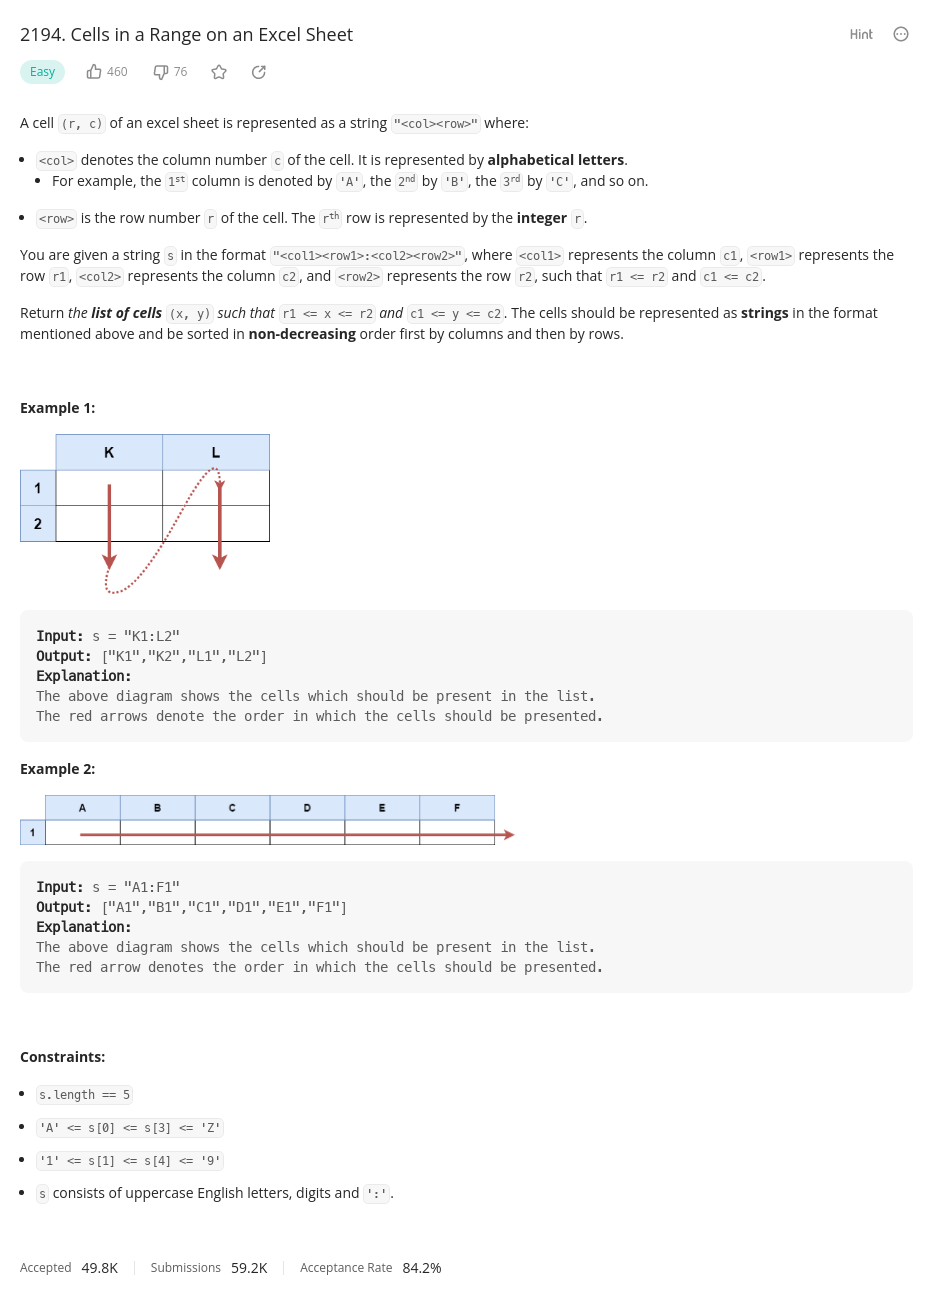 2194. Cells in a Range on an Excel Sheet
Hint
Easy 460 76
A cell (r, c) of an excel sheet is represented as a string "<col><row>" where:
<col> denotes the column number c of the cell. It is represented by alphabetical letters.
For example, the 1st column is denoted by 'A', the 2nd by 'B', the 3rd by 'C', and so on.
<row> is the row number r of the cell. The rth row is represented by the integer r.
You are given a string s in the format "<col1><row1>:<col2><row2>", where <col1> represents the column c1, <row1> represents the
row r1, <col2> represents the column c2, and <row2> represents the row r2, such that r1 <= r2 and c1 <= c2.
Return the list of cells (x, y) such that r1 <= x <= r2 and c1 <= y <= c2. The cells should be represented as strings in the format
mentioned above and be sorted in non-decreasing order first by columns and then by rows.
Example 1:
K L
1
2
Input: s = "K1:L2"
Output: ["K1","K2","L1","L2"]
Explanation:
The above diagram shows the cells which should be present in the list.
The red arrows denote the order in which the cells should be presented.
Example 2:
A B C D E F
1
Input: s = "A1:F1"
Output: ["A1","B1","C1","D1","E1","F1"]
Explanation:
The above diagram shows the cells which should be present in the list.
The red arrow denotes the order in which the cells should be presented.
Constraints:
s.length == 5
'A' <= s[0] <= s[3] <= 'Z'
'1' <= s[1] <= s[4] <= '9'
s consists of uppercase English letters, digits and ':'.
Accepted 49.8K Submissions 59.2K Acceptance Rate 84.2%